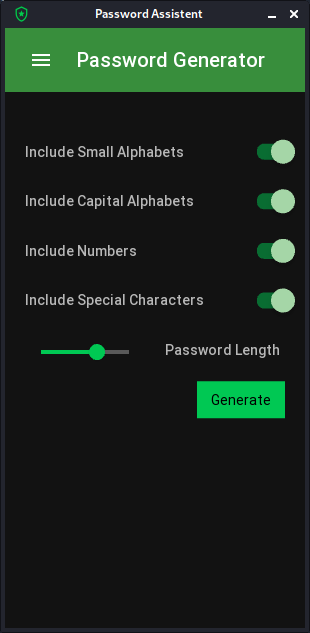 Password Assistent
Password Generator
Include Small Alphabets
Include Capital Alphabets
Include Numbers
Include Special Characters
Password Length
Generate